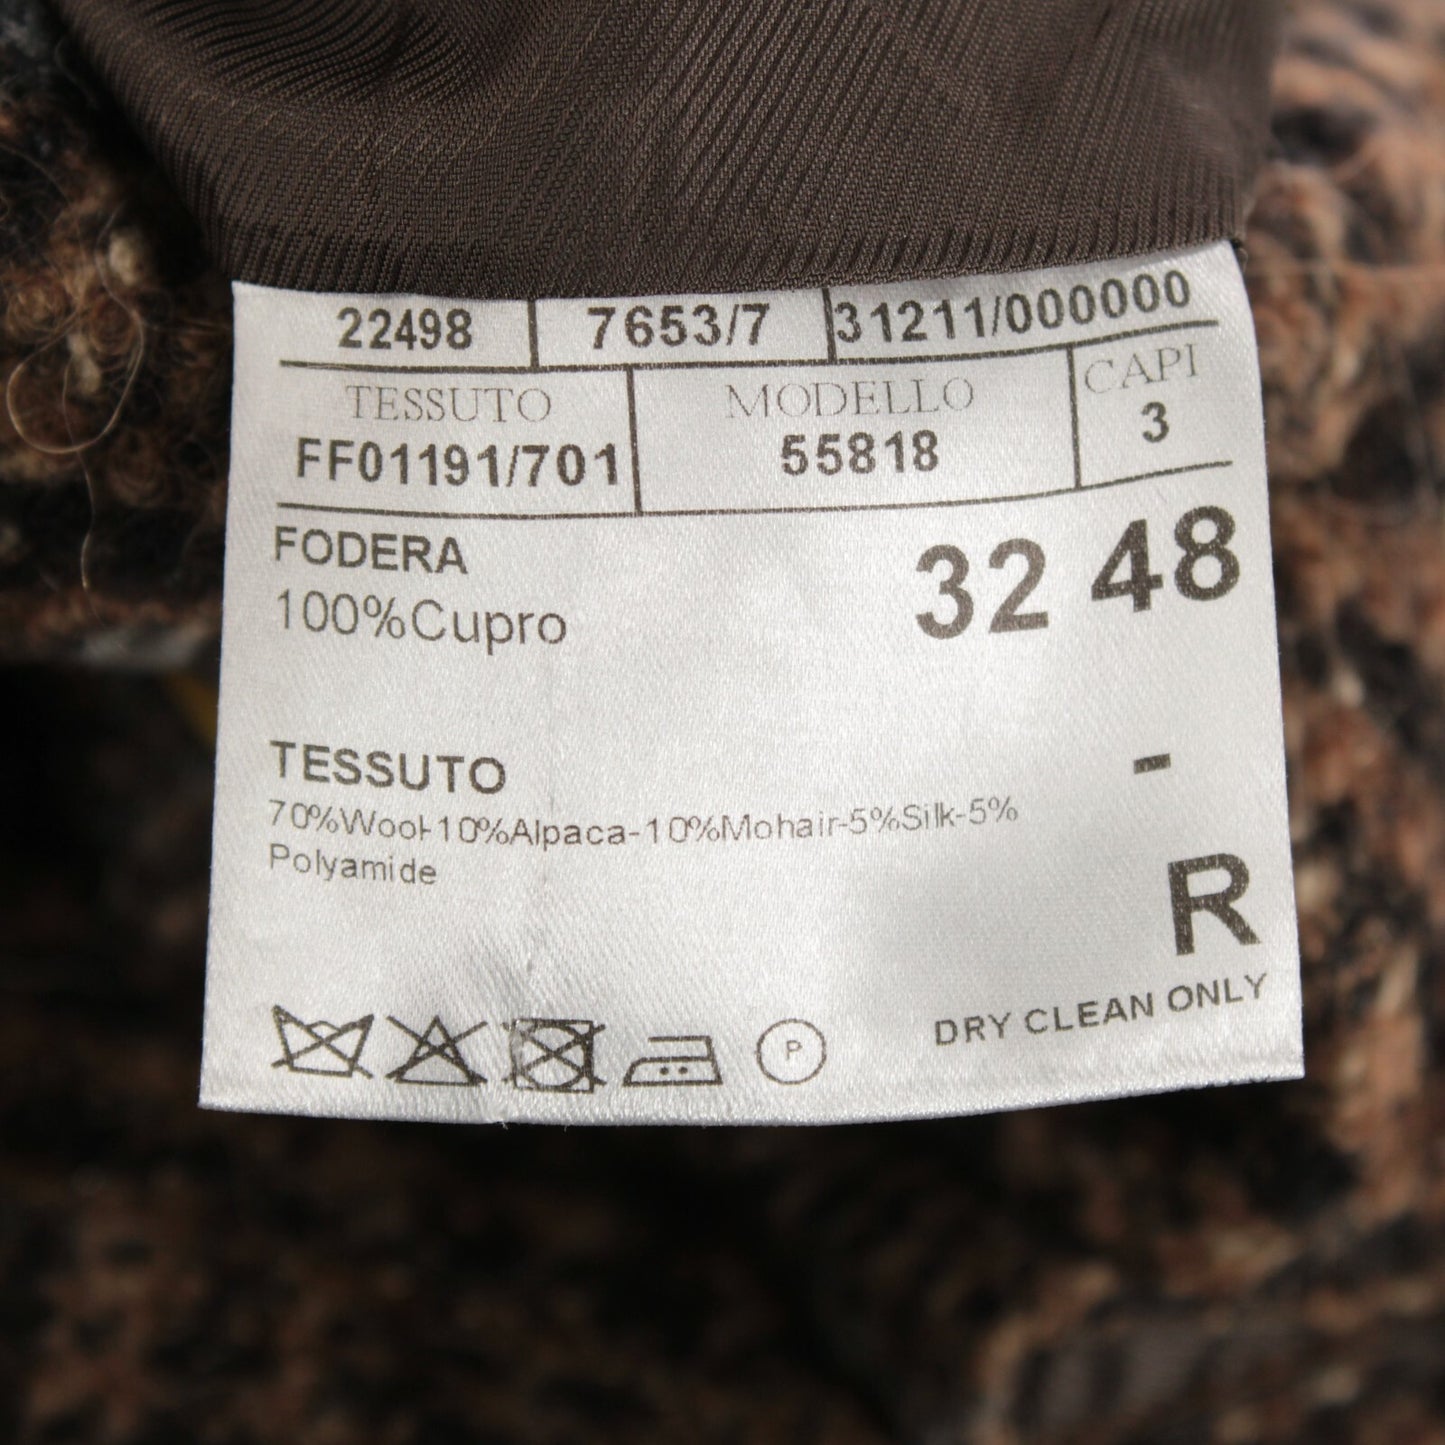 22498 7653/7 31211/000000
TESSUTO MODELLO CAPI
FF01191/701 55818 3
FODERA
100%Cupro
32 48
TESSUTO
-
70%Wool-10%Alpaca-10%Mohair-5%Silk-5%
Polyamide
R
DRY CLEAN ONLY
P